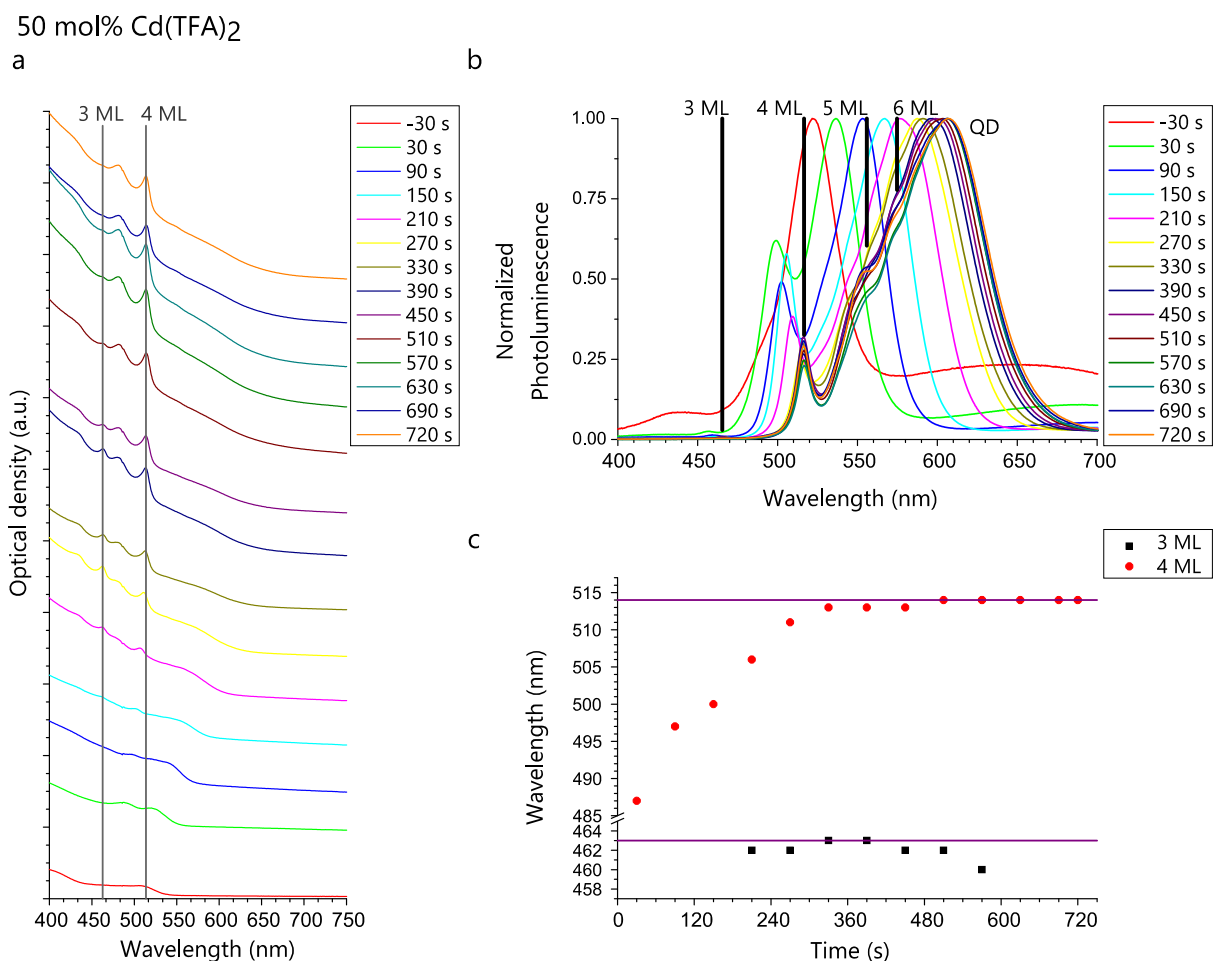 50 mol% Cd(TFA)2
a
3 ML 4 ML
-30 s
30 s
90 s
150 s
210 s
270 s
330 s
390 s
450 s
510 s
570 s
630 s
690 s
720 s
Optical density (a.u.)
400 450 500 550 600 650 700 750
Wavelength (nm)
b
3 ML 4 ML 5 ML 6 ML
QD
1.00
0.75
0.50
0.25
0.00
Normalized
Photoluminescence
400 450 500 550 600 650 700
Wavelength (nm)
-30 s
30 s
90 s
150 s
210 s
270 s
330 s
390 s
450 s
510 s
570 s
630 s
690 s
720 s
c
3 ML
4 ML
515
510
505
500
495
490
485
464
462
460
458
Wavelength (nm)
0 120 240 360 480 600 720
Time (s)